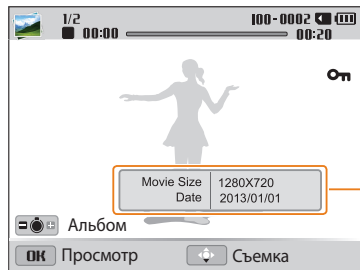 1/2 100-0002
00:00 00:20
Movie Size 1280X720
Date 2013/01/01
Альбом
OK Просмотр Съемка